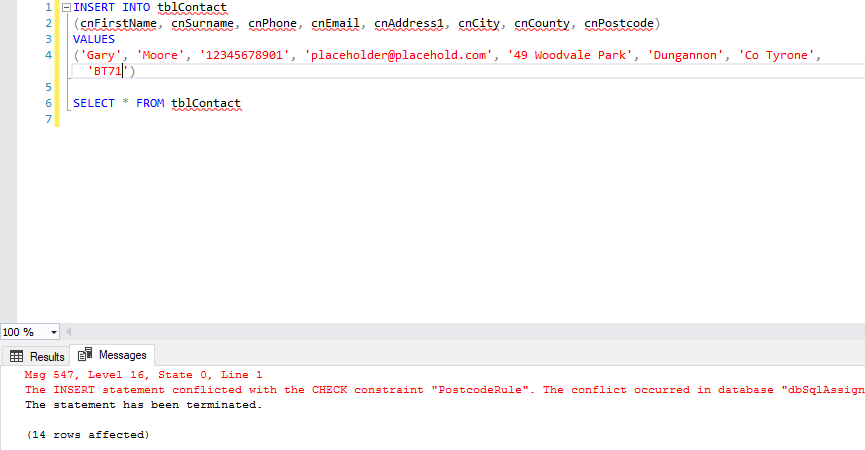 1 INSERT INTO tblContact
2 (cnFirstName, cnSurname, cnPhone, cnEmail, cnAddress1, cnCity, cnCounty, cnPostcode)
3 VALUES
4 ('Gary', 'Moore', '12345678901', 'placeholder@placehold.com', '49 Woodvale Park', 'Dungannon', 'Co Tyrone',
'BT71')
5
6 SELECT * FROM tblContact
7
100 %
Results Messages
Msg 547, Level 16, State 0, Line 1
The INSERT statement conflicted with the CHECK constraint "PostcodeRule". The conflict occurred in database "dbSqlAssign
The statement has been terminated.
(14 rows affected)